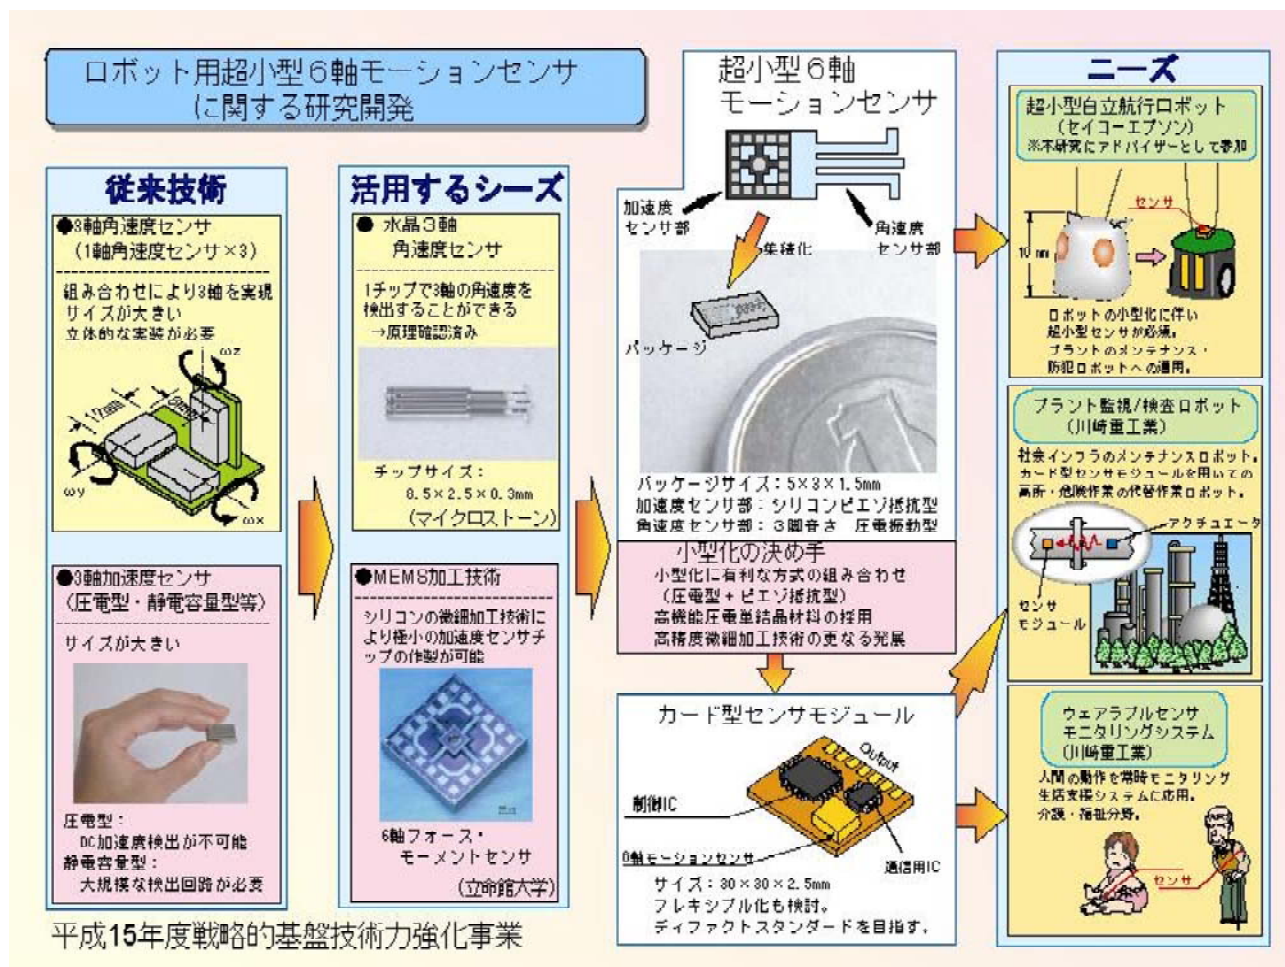 ロボット用超小型6軸モーションセンサ
に関する研究開発
従来技術
●3軸角速度センサ
(1軸角速度センサ×3)
組み合わせにより3軸を実現
サイズが大きい
立体的な実装が必要
ωz
ωy
ωx
●3軸加速度センサ
(圧電型・静電容量型等)
サイズが大きい
圧電型:
DC加速度検出が不可能
静電容量型:
大規模な検出回路が必要
活用するシーズ
● 水晶3軸
角速度センサ
1チップで3軸の角速度を
検出することができる
→原理確認済み
チップサイズ:
8.5×2.5×0.3mm
(マイクロストーン)
●MEMS加工技術
シリコンの微細加工技術に
より極小の加速度センサチ
ップの作製が可能
6軸フォース・
モーメントセンサ
(立命館大学)
超小型6軸
モーションセンサ
加速度
センサ部
角速度
センサ部
集積化
パッケージ
パッケージサイズ:5×3×1.5mm
加速度センサ部:シリコンピエゾ抵抗型
角速度センサ部:3脚音さ 圧電振動型
小型化の決め手
小型化に有利な方式の組み合わせ
(圧電型+ピエゾ抵抗型)
高機能圧電単結晶材料の採用
高精度微細加工技術の更なる発展
カード型センサモジュール
Output
制御IC
6軸モーションセンサ
通信用IC
サイズ:30×30×2.5mm
フレキシブル化も検討。
ディファクトスタンダードを目指す。
ニーズ
超小型自立航行ロボット
(セイコーエプソン)
※本研究にアドバイザーとして参加
センサ
10 mm
ロボットの小型化に伴い
超小型センサが必須。
プラントのメンテナンス・
防犯ロボットへの適用。
プラント監視/検査ロボット
(川崎重工業)
社会インフラのメンテナンスロボット。
カード型センサモジュールを用いての
高所・危険作業の代替作業ロボット。
アクチュエータ
センサ
モジュール
ウェアラブルセンサ
モニタリングシステム
(川崎重工業)
人間の動作を常時モニタリング
生活支援システムに応用。
介護・福祉分野。
センサ
平成15年度戦略的基盤技術力強化事業